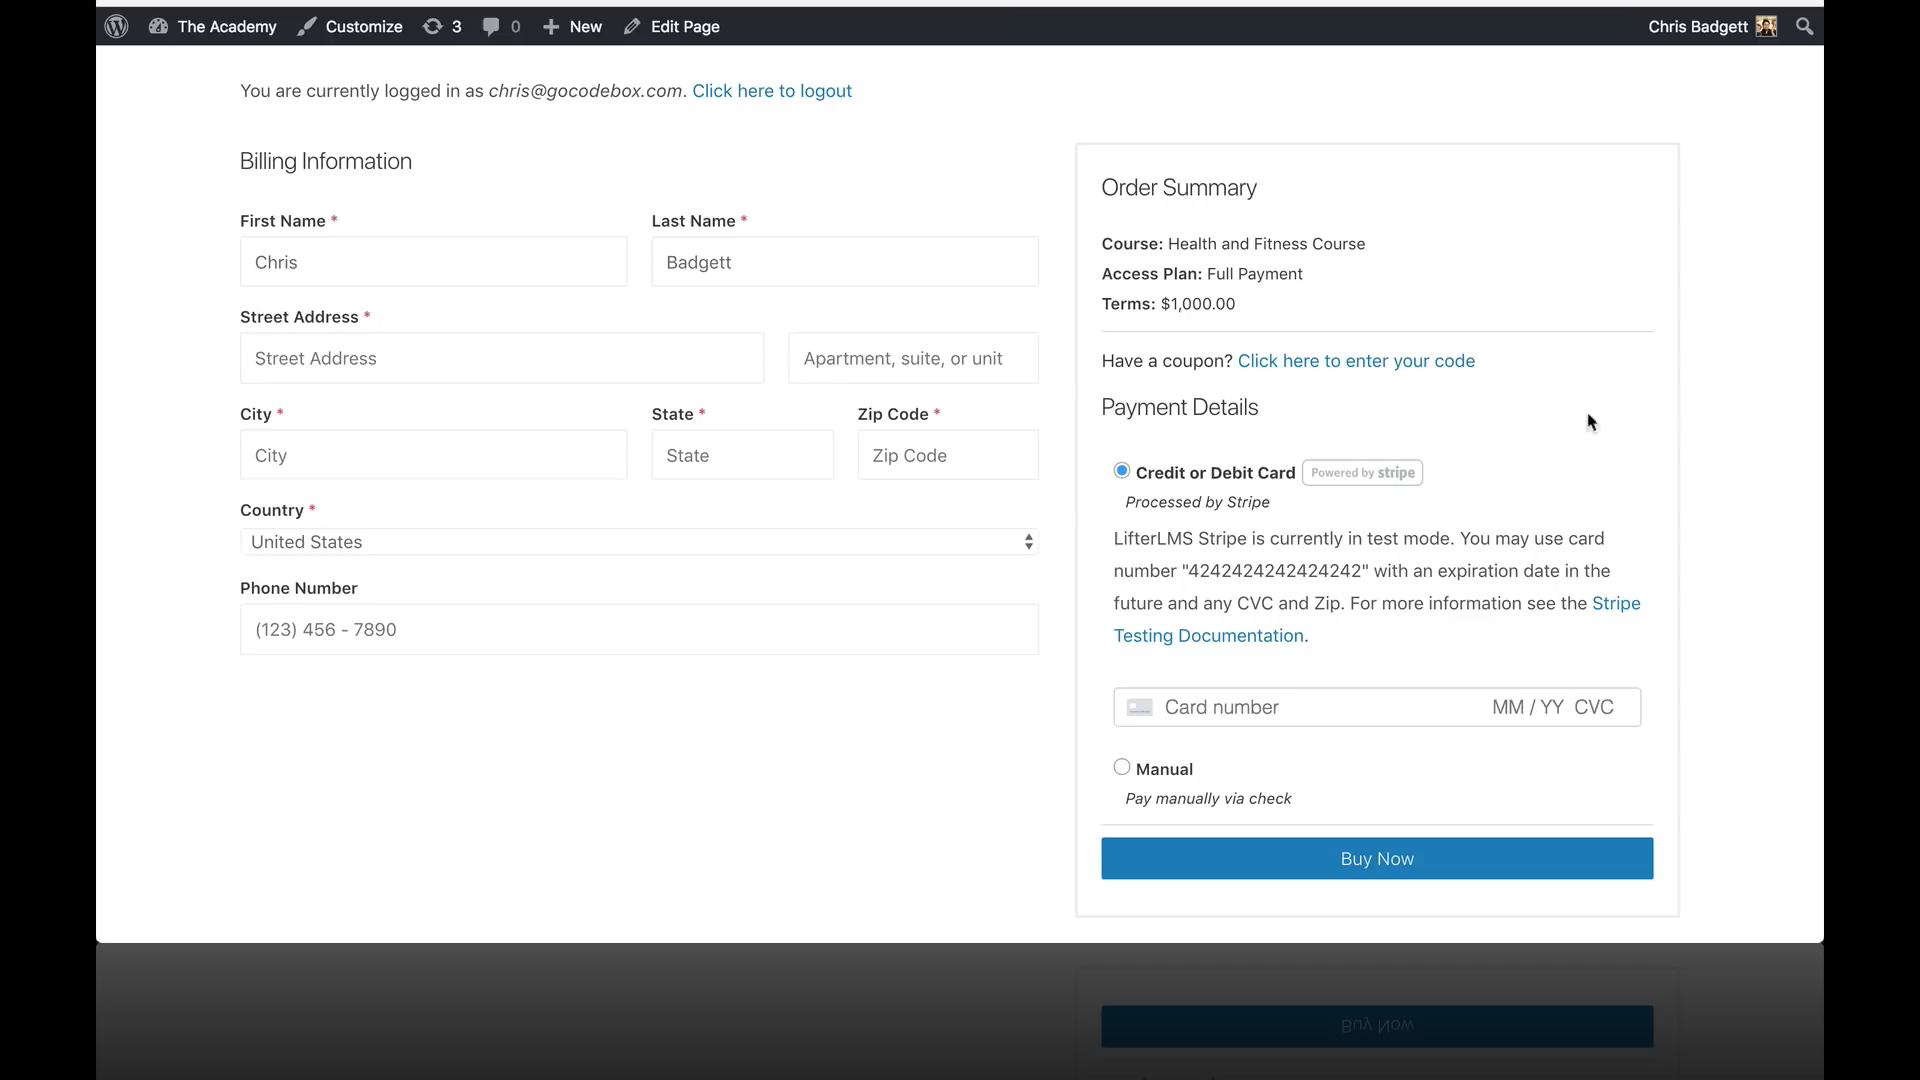 The Academy Customize 3 0 New Edit Page Chris Badgett
You are currently logged in as chris@gocodebox.com. Click here to logout
Billing Information
First Name * Last Name *
Chris Badgett
Street Address *
Street Address Apartment, suite, or unit
City * State * Zip Code *
City State Zip Code
Country *
United States
Phone Number
(123) 456 - 7890
Order Summary
Course: Health and Fitness Course
Access Plan: Full Payment
Terms: $1,000.00
Have a coupon? Click here to enter your code
Payment Details
Credit or Debit Card Powered by stripe
Processed by Stripe
LifterLMS Stripe is currently in test mode. You may use card
number "4242424242424242" with an expiration date in the
future and any CVC and Zip. For more information see the Stripe
Testing Documentation.
Card number MM / YY CVC
Manual
Pay manually via check
Buy Now
Buy Now